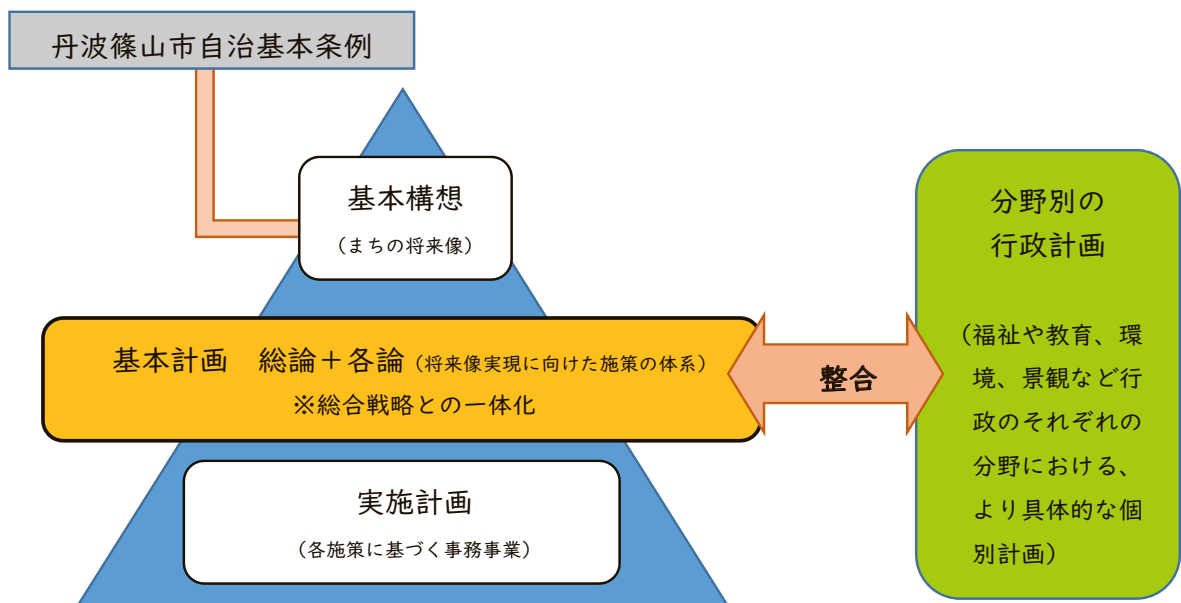 丹波篠山市自治基本条例
基本構想
（まちの将来像）
基本計画　総論＋各論（将来像実現に向けた施策の体系）
※総合戦略との一体化
実施計画
（各施策に基づく事務事業）
整合
分野別の
行政計画
（福祉や教育、環
境、景観など行
政のそれぞれの
分野における、
より具体的な個
別計画）